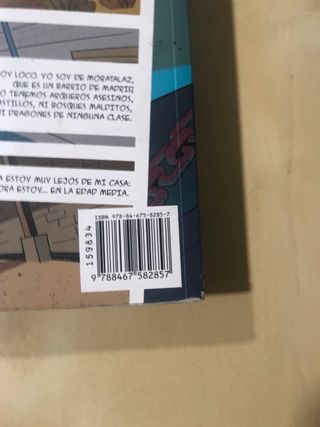 OY LOCO. YO SOY DE MORATALAZ,
QUE ES UN BARRIO DE MADRID
O TENEMOS ARQUEROS ASESINOS,
ASTILLOS, NI BOSQUES MALDITOS,
I DRAGONES DE NINGUNA CLASE.
A ESTOY MUY LEJOS DE MI CASA:
ORA ESTOY... EN LA EDAD MEDIA.
ISBN 978-84-675-8285-7
159834
9 788467 582857